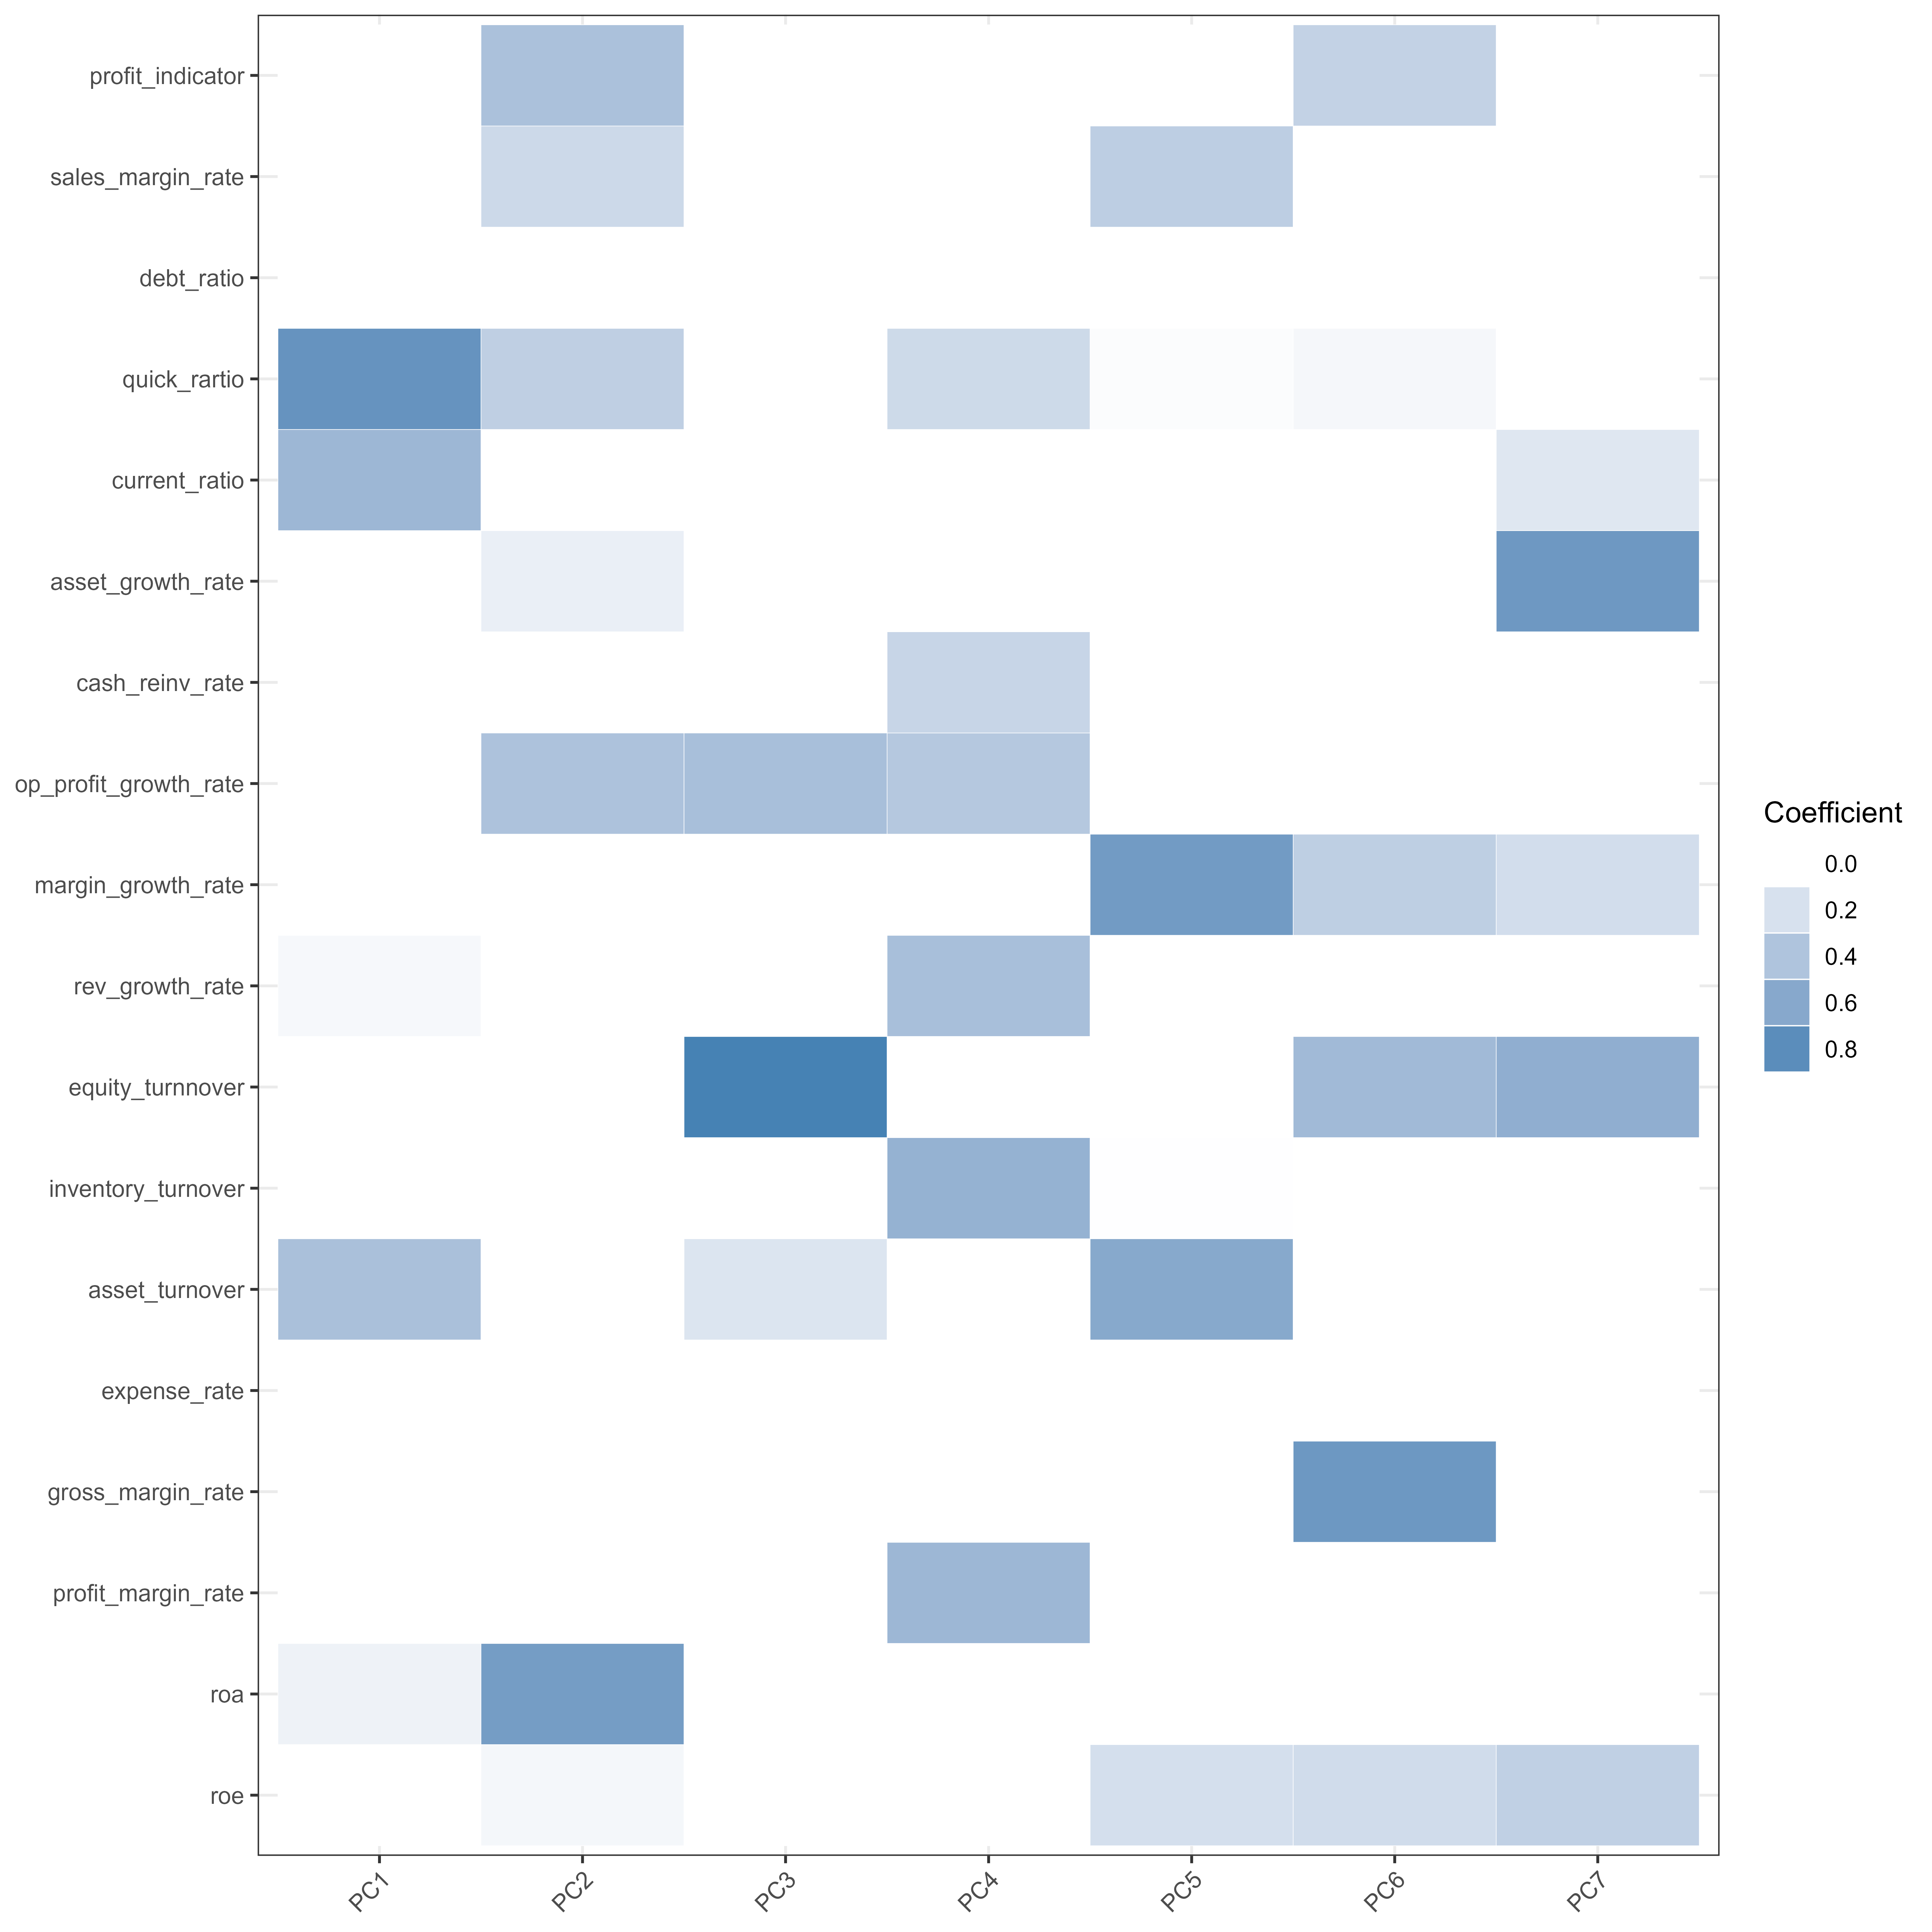 profit_indicator
sales_margin_rate
debt_ratio
quick_rartio
current_ratio
asset_growth_rate
cash_reinv_rate
op_profit_growth_rate
margin_growth_rate
rev_growth_rate
equity_turnnover
inventory_turnover
asset_turnover
expense_rate
gross_margin_rate
profit_margin_rate
roa
roe
PC1 PC2 PC3 PC4 PC5 PC6 PC7
Coefficient
0.0
0.2
0.4
0.6
0.8